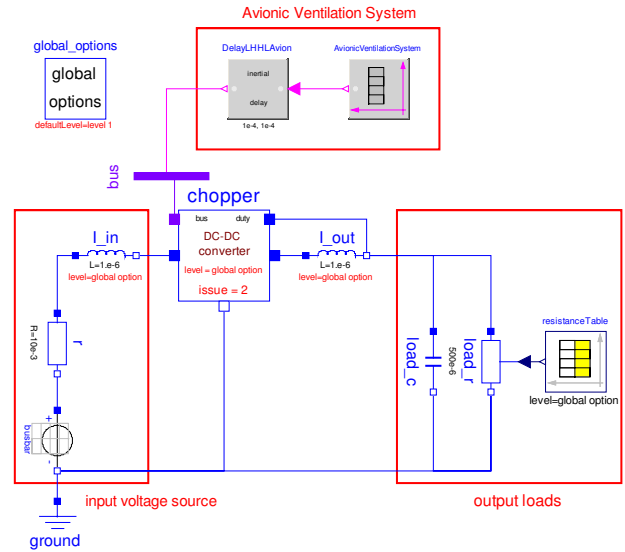 Avionic Ventilation System
global_options
global
options
defaultLevel=level 1
DelayLHHLAvion
inertial
delay
1e-4, 1e-4
AvionicVentilationSystem
bus
chopper
bus
duty
DC-DC
converter
level = global option
issue = 2
I_in
L=1.e-6
level=global option
I_out
L=1.e-6
level=global option
r
R=10e-3
busbar
+
-
ground
input voltage source
load_c
500e-6
load_r
resistanceTable
level=global option
output loads